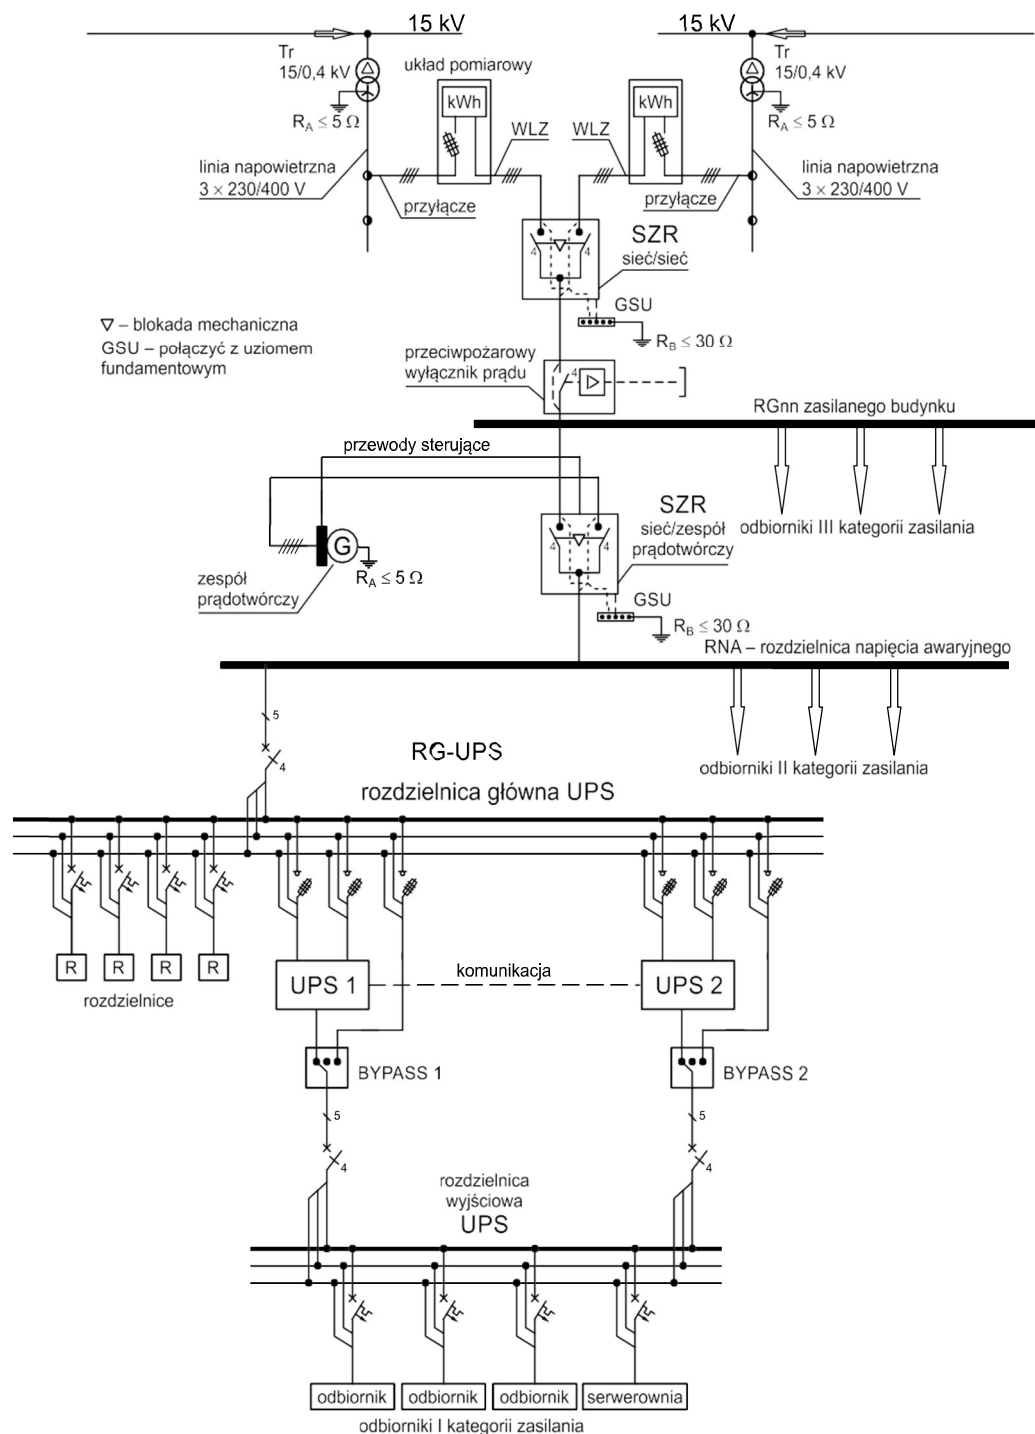 15 kV
15 kV
Tr
15/0,4 kV
układ pomiarowy
Tr
15/0,4 kV
kWh
kWh
R_A ≤ 5 Ω
WLZ
WLZ
R_A ≤ 5 Ω
linia napowietrzna
3 × 230/400 V
linia napowietrzna
3 × 230/400 V
przyłącze
przyłącze
SZR
sieć/sieć
4
4
GSU
▽ – blokada mechaniczna
GSU – połączyć z uziomem
fundamentowym
R_B ≤ 30 Ω
przeciwpożarowy
wyłącznik prądu
4
RGnn zasilanego budynku
przewody sterujące
SZR
sieć/zespół
prądotwórczy
odbiorniki III kategorii zasilania
G
4
4
R_A ≤ 5 Ω
zespół
prądotwórczy
GSU
R_B ≤ 30 Ω
RNA – rozdzielnica napięcia awaryjnego
5
4
RG-UPS
odbiorniki II kategorii zasilania
rozdzielnica główna UPS
R
R
R
R
rozdzielnice
UPS 1
komunikacja
UPS 2
BYPASS 1
BYPASS 2
5
5
4
4
rozdzielnica
wyjściowa
UPS
odbiornik
odbiornik
odbiornik
serwerownia
odbiorniki I kategorii zasilania